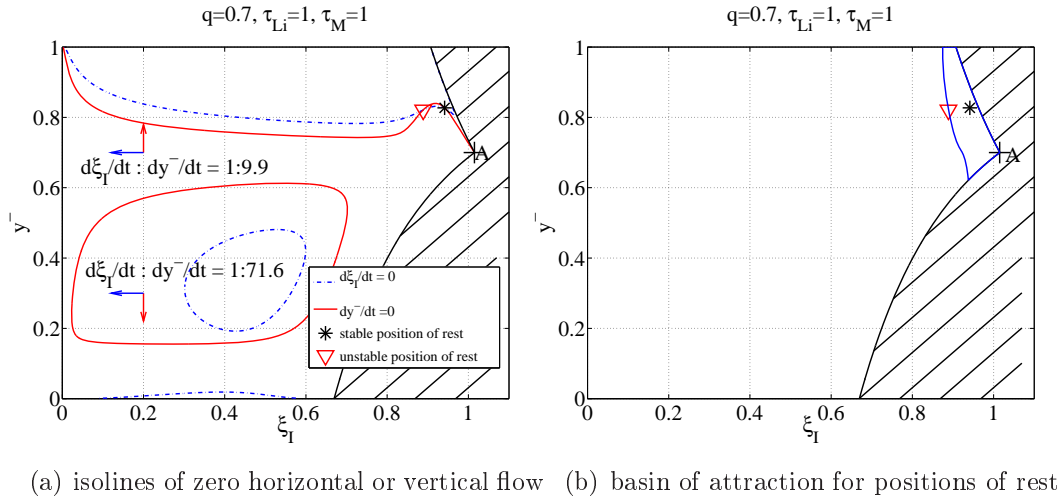 q=0.7, τ_Li=1, τ_M=1
1
0.8
0.6
0.4
0.2
0
y⁻
0 0.2 0.4 0.6 0.8 1
ξ_I
A
dξ_I/dt : dy⁻/dt = 1:9.9
dξ_I/dt : dy⁻/dt = 1:71.6
dξ_I/dt = 0
dy⁻/dt =0
stable position of rest
unstable position of rest
(a) isolines of zero horizontal or vertical flow
q=0.7, τ_Li=1, τ_M=1
1
0.8
0.6
0.4
0.2
0
y⁻
0 0.2 0.4 0.6 0.8 1
ξ_I
A
(b) basin of attraction for positions of rest